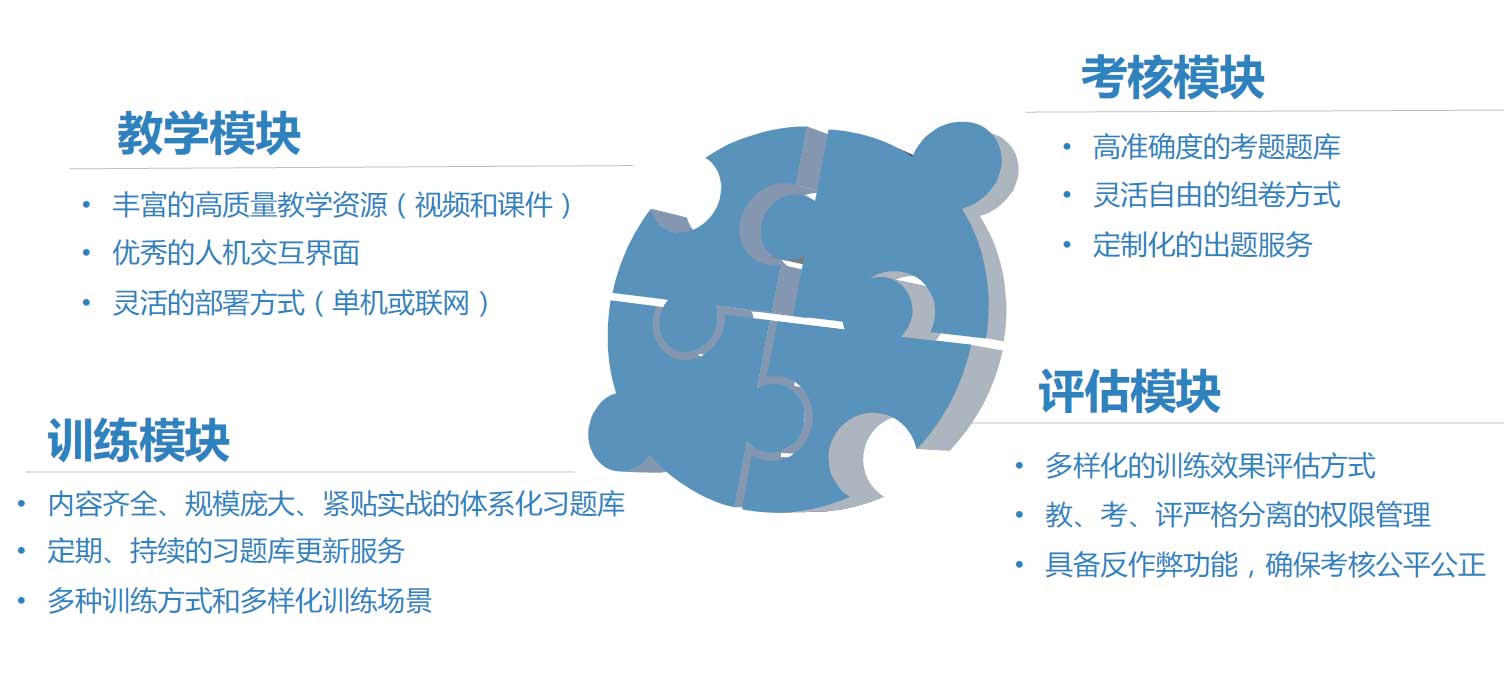 教学模块
• 丰富的高质量教学资源（视频和课件）
• 优秀的人机交互界面
• 灵活的部署方式（单机或联网）
考核模块
• 高准确度的考题题库
• 灵活自由的组卷方式
• 定制化的出题服务
训练模块
• 内容齐全、规模庞大、紧贴实战的体系化习题库
• 定期、持续的习题库更新服务
• 多种训练方式和多样化训练场景
评估模块
• 多样化的训练效果评估方式
• 教、考、评严格分离的权限管理
• 具备反作弊功能，确保考核公平公正